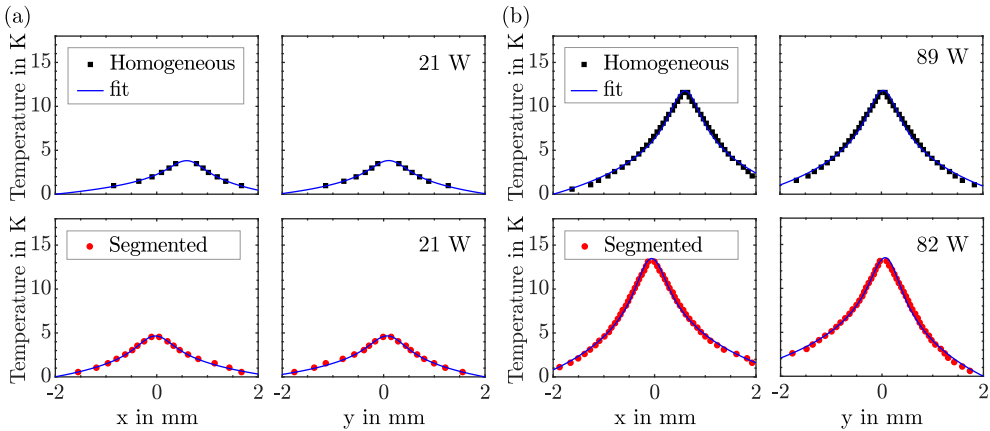 (a)
(b)
Temperature in K
15
10
5
0
Homogeneous
fit
21 W
Temperature in K
15
10
5
0
Homogeneous
fit
89 W
Temperature in K
15
10
5
0
Segmented
21 W
Temperature in K
15
10
5
0
Segmented
82 W
-2 0 2 -2 0 2
-2 0 2 -2 0 2
x in mm
y in mm
x in mm
y in mm